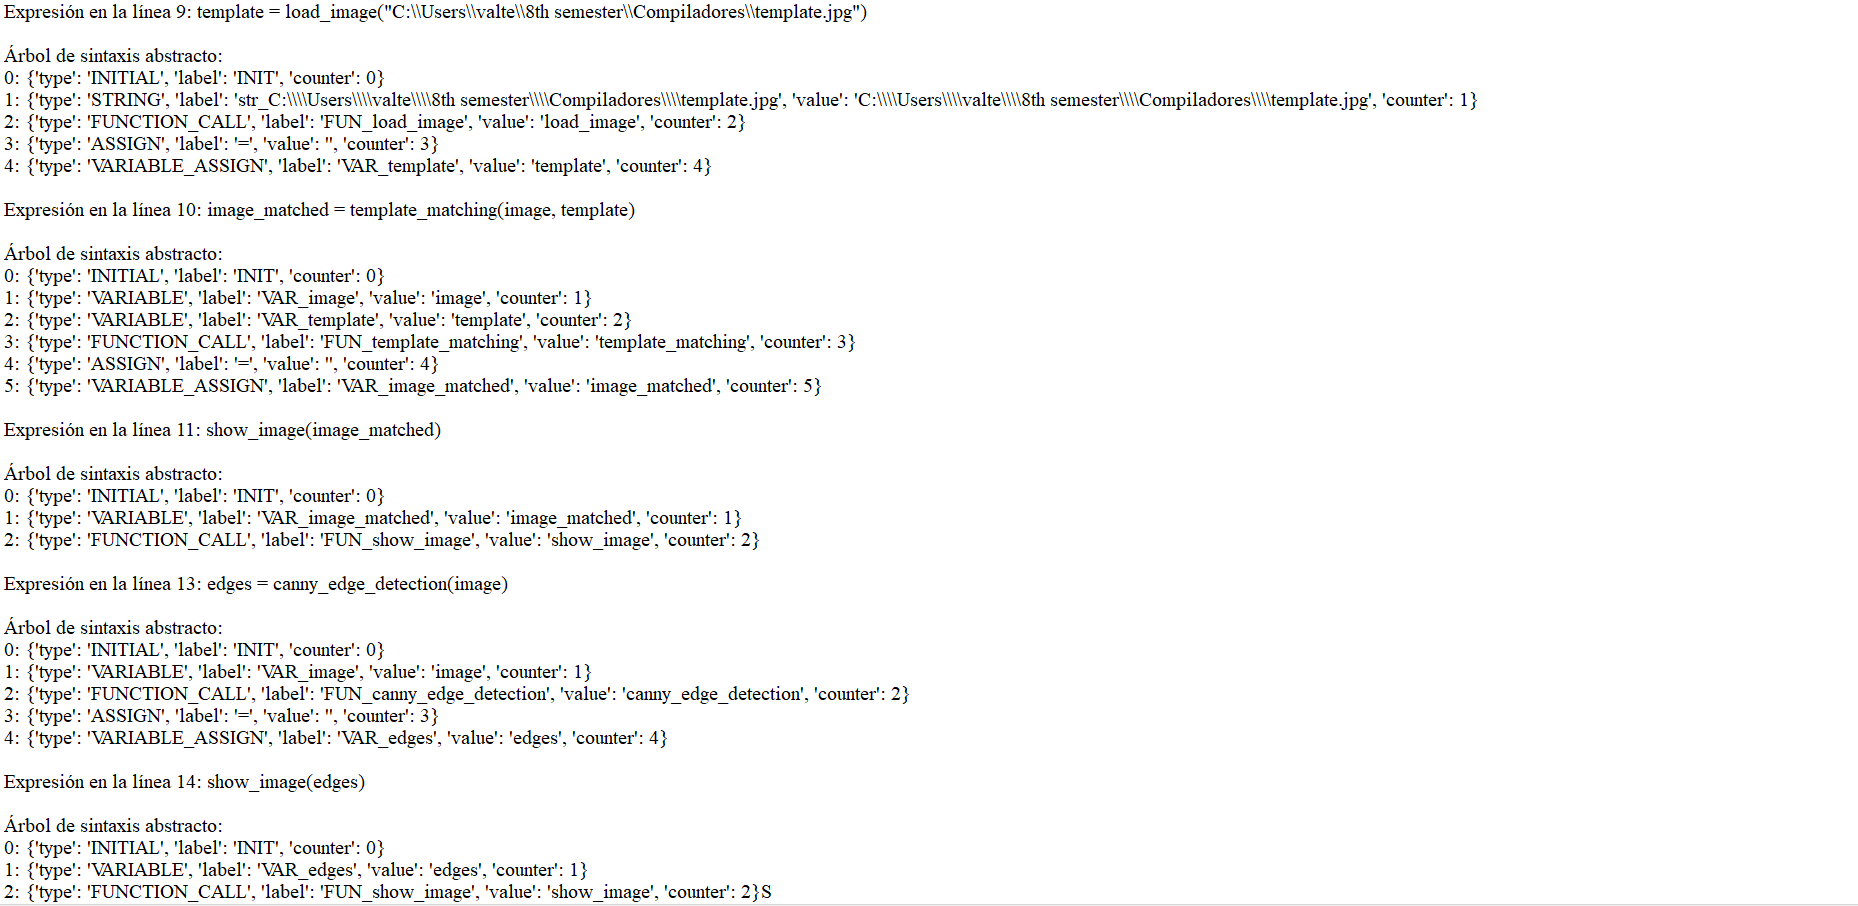 Expresión en la línea 9: template = load_image("C:\\Users\\valte\\8th semester\\Compiladores\\template.jpg")
Árbol de sintaxis abstracto:
0: {'type': 'INITIAL', 'label': 'INIT', 'counter': 0}
1: {'type': 'STRING', 'label': 'str_C:\\\\Users\\\\valte\\\\8th semester\\\\Compiladores\\\\template.jpg', 'value': 'C:\\\\Users\\\\valte\\\\8th semester\\\\Compiladores\\\\template.jpg', 'counter': 1}
2: {'type': 'FUNCTION_CALL', 'label': 'FUN_load_image', 'value': 'load_image', 'counter': 2}
3: {'type': 'ASSIGN', 'label': '=', 'value': '', 'counter': 3}
4: {'type': 'VARIABLE_ASSIGN', 'label': 'VAR_template', 'value': 'template', 'counter': 4}
Expresión en la línea 10: image_matched = template_matching(image, template)
Árbol de sintaxis abstracto:
0: {'type': 'INITIAL', 'label': 'INIT', 'counter': 0}
1: {'type': 'VARIABLE', 'label': 'VAR_image', 'value': 'image', 'counter': 1}
2: {'type': 'VARIABLE', 'label': 'VAR_template', 'value': 'template', 'counter': 2}
3: {'type': 'FUNCTION_CALL', 'label': 'FUN_template_matching', 'value': 'template_matching', 'counter': 3}
4: {'type': 'ASSIGN', 'label': '=', 'value': '', 'counter': 4}
5: {'type': 'VARIABLE_ASSIGN', 'label': 'VAR_image_matched', 'value': 'image_matched', 'counter': 5}
Expresión en la línea 11: show_image(image_matched)
Árbol de sintaxis abstracto:
0: {'type': 'INITIAL', 'label': 'INIT', 'counter': 0}
1: {'type': 'VARIABLE', 'label': 'VAR_image_matched', 'value': 'image_matched', 'counter': 1}
2: {'type': 'FUNCTION_CALL', 'label': 'FUN_show_image', 'value': 'show_image', 'counter': 2}
Expresión en la línea 13: edges = canny_edge_detection(image)
Árbol de sintaxis abstracto:
0: {'type': 'INITIAL', 'label': 'INIT', 'counter': 0}
1: {'type': 'VARIABLE', 'label': 'VAR_image', 'value': 'image', 'counter': 1}
2: {'type': 'FUNCTION_CALL', 'label': 'FUN_canny_edge_detection', 'value': 'canny_edge_detection', 'counter': 2}
3: {'type': 'ASSIGN', 'label': '=', 'value': '', 'counter': 3}
4: {'type': 'VARIABLE_ASSIGN', 'label': 'VAR_edges', 'value': 'edges', 'counter': 4}
Expresión en la línea 14: show_image(edges)
Árbol de sintaxis abstracto:
0: {'type': 'INITIAL', 'label': 'INIT', 'counter': 0}
1: {'type': 'VARIABLE', 'label': 'VAR_edges', 'value': 'edges', 'counter': 1}
2: {'type': 'FUNCTION_CALL', 'label': 'FUN_show_image', 'value': 'show_image', 'counter': 2}S